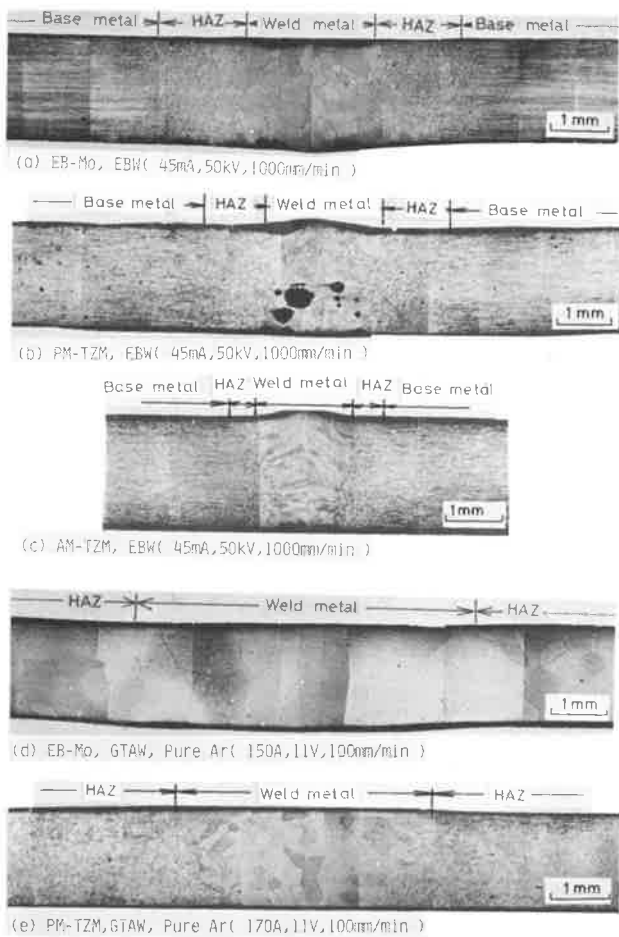 Base metal HAZ Weld metal HAZ Base metal
1 mm
(a) EB-Mo, EBW( 45mA,50kV,1000mm/min )
Base metal HAZ Weld metal HAZ Base metal
1 mm
(b) PM-TZM, EBW( 45mA,50kV,1000mm/min )
Base metal HAZ Weld metal HAZ Base metal
1mm
(c) AM-TZM, EBW( 45mA,50kV,1000mm/min )
HAZ Weld metal HAZ
1 mm
(d) EB-Mo, GTAW, Pure Ar( 150A,11V,100mm/min )
HAZ Weld metal HAZ
1 mm
(e) PM-TZM,GTAW, Pure Ar( 170A,11V,100mm/min )